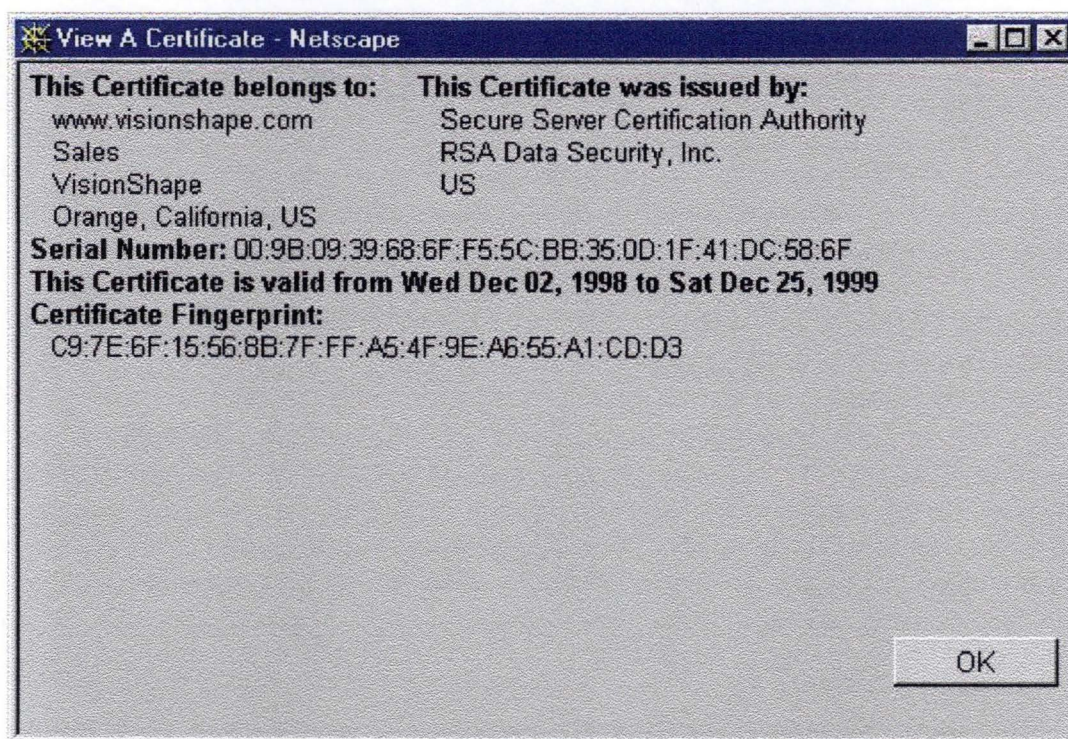 View A Certificate - Netscape
This Certificate belongs to: This Certificate was issued by:
www.visionshape.com Secure Server Certification Authority
Sales RSA Data Security, Inc.
VisionShape US
Orange, California, US
Serial Number: 00:9B:09:39:68:6F:F5:5C:BB:35:0D:1F:41:DC:58:6F
This Certificate is valid from Wed Dec 02, 1998 to Sat Dec 25, 1999
Certificate Fingerprint:
C9:7E:6F:15:56:8B:7F:FF:A5:4F:9E:A6:55:A1:CD:D3
OK